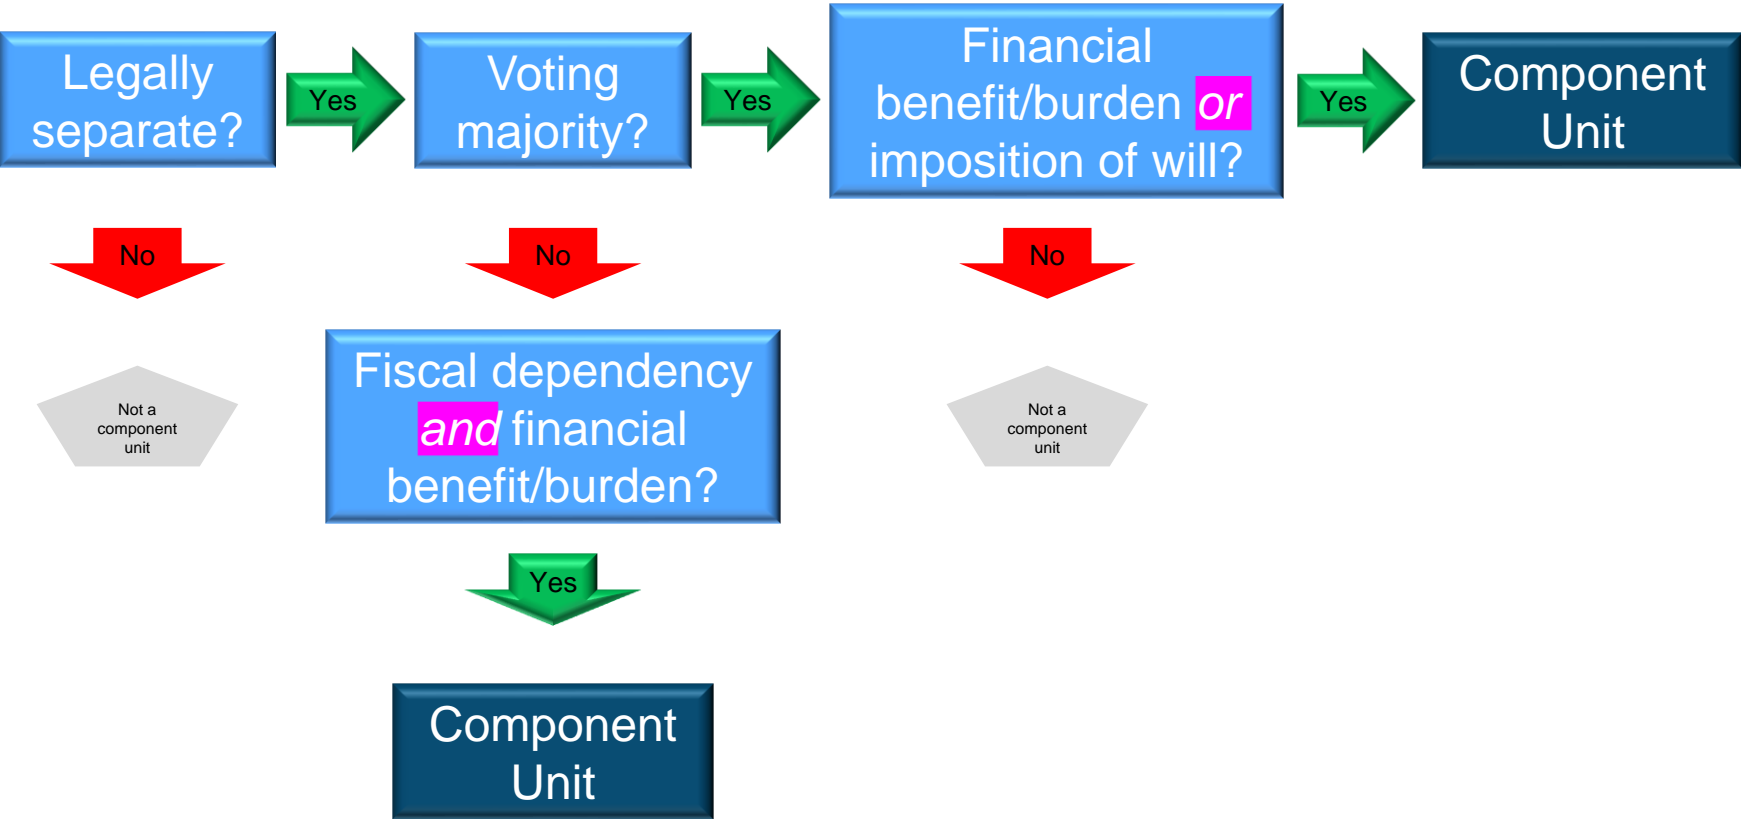 Legally
separate?
Yes
Voting
majority?
Yes
Financial
benefit/burden or
imposition of will?
Yes
Component
Unit
No
No
No
Not a
component
unit
Fiscal dependency
and financial
benefit/burden?
Not a
component
unit
Yes
Component
Unit